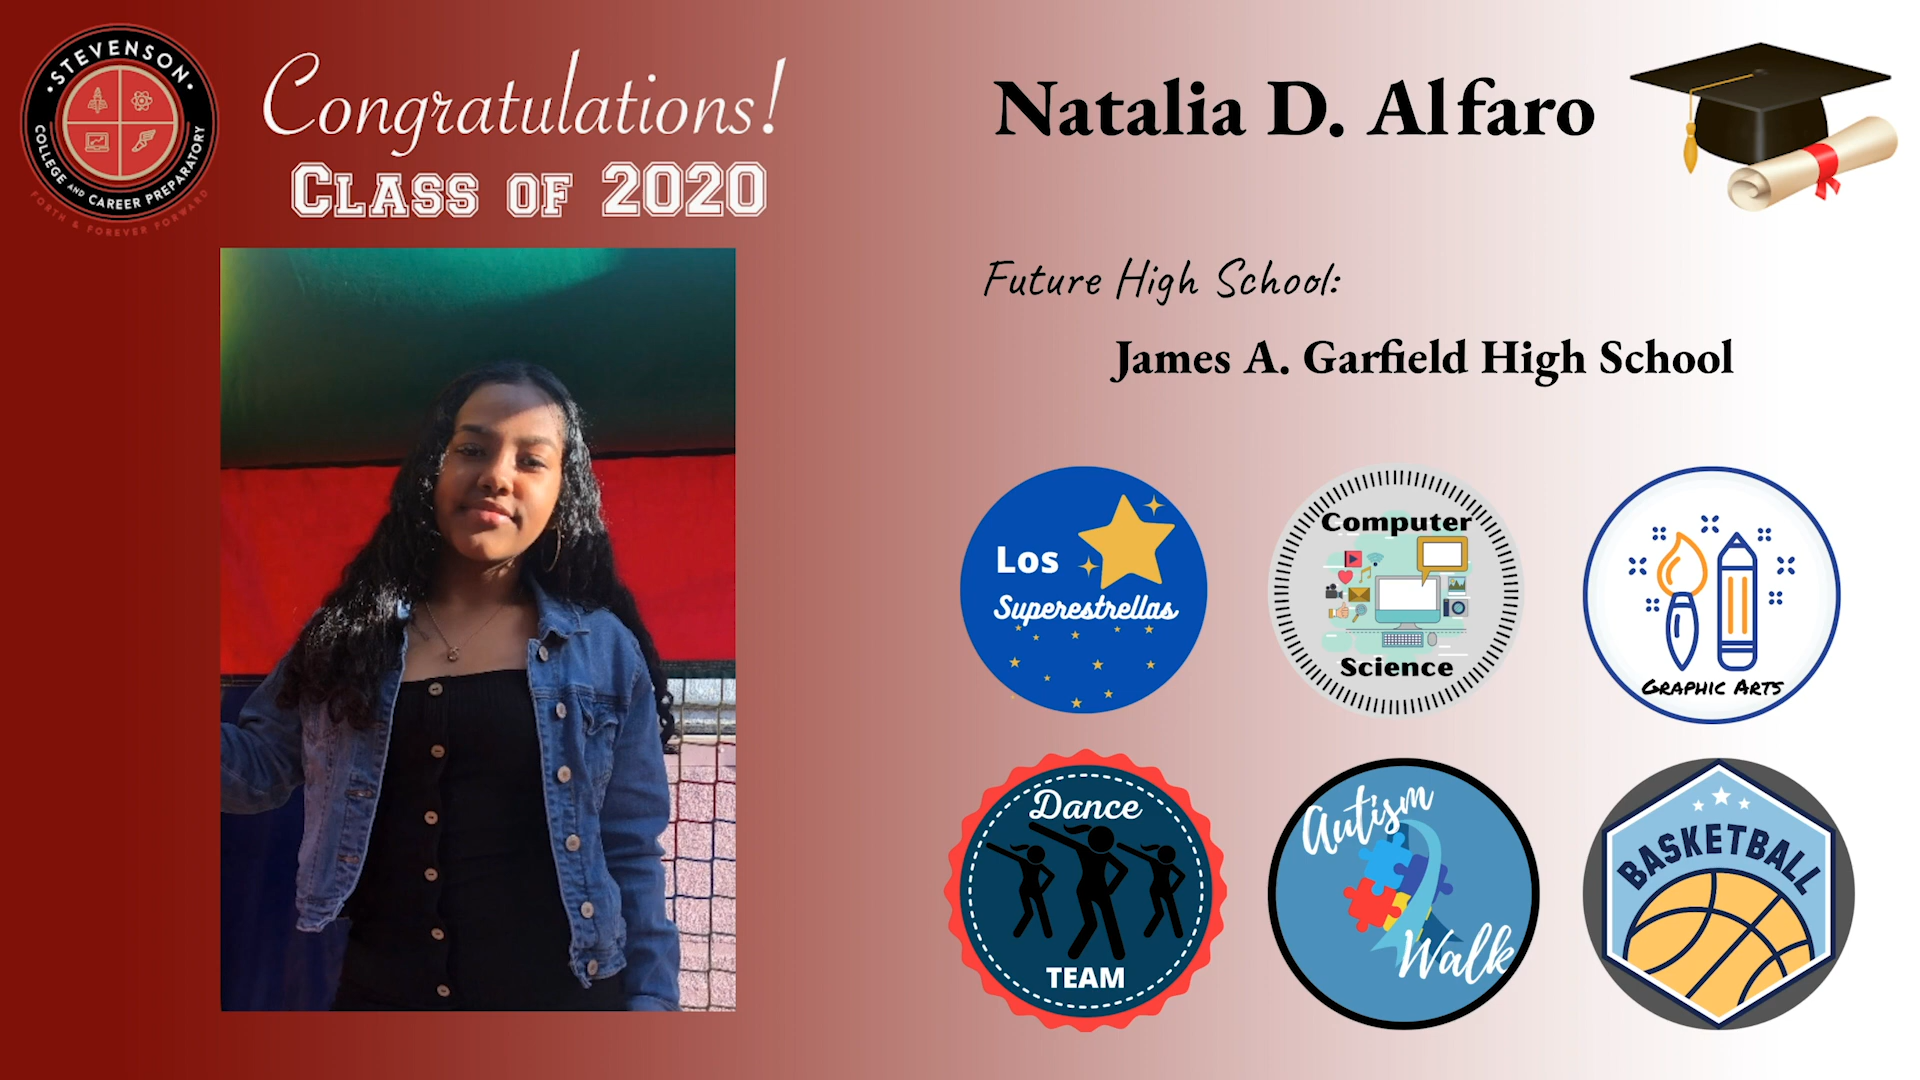 STEVENSON
COLLEGE AND CAREER PREPARATORY
FORTH & FOREVER FORWARD
Congratulations!
CLASS OF 2020
Natalia D. Alfaro
Future High School:
James A. Garfield High School
Los
Superestrellas
Computer
Science
GRAPHIC ARTS
Dance
TEAM
Autism
Walk
BASKETBALL